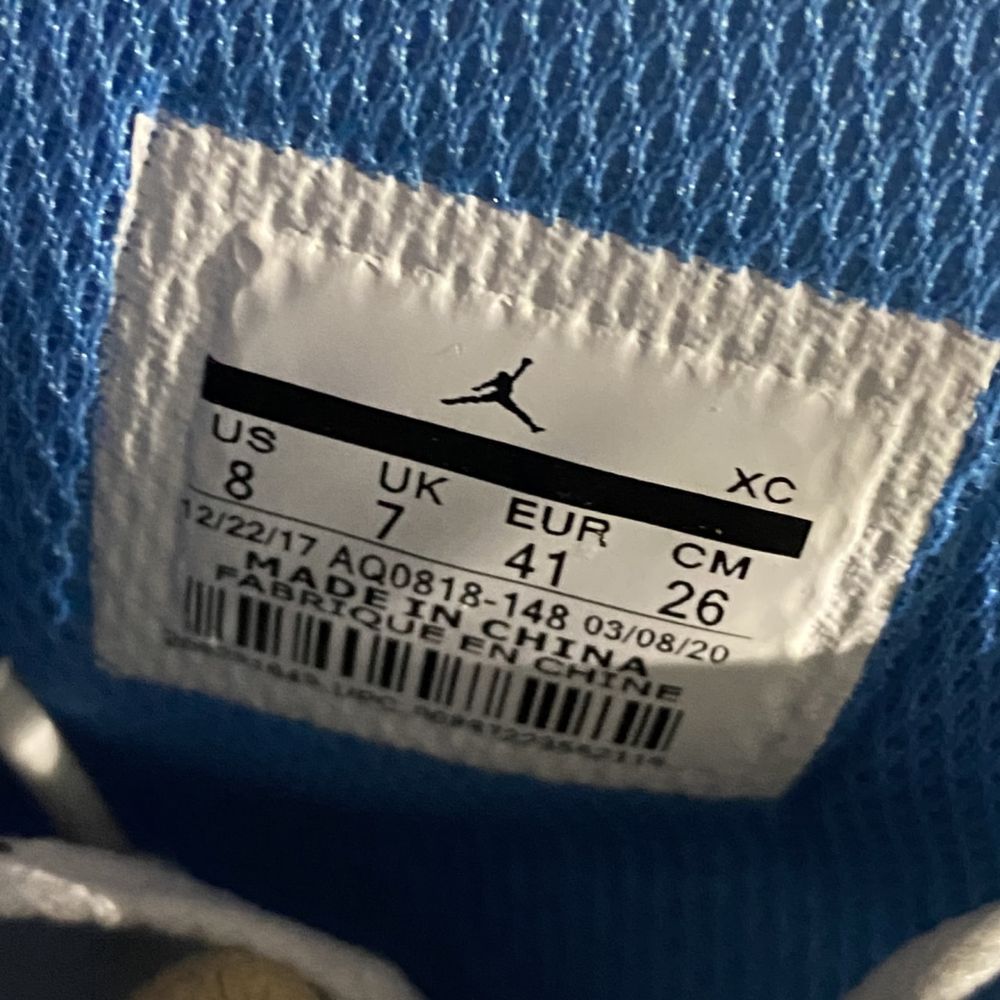 XC
US UK EUR CM
8 7 41 26
12/22/17 AQ0818-148 03/08/20
MADE IN CHINA
FABRIQUE EN CHINE
UPC